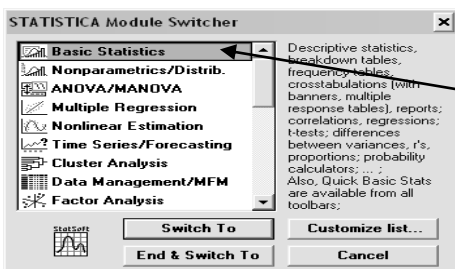 STATISTICA Module Switcher
Basic Statistics
Nonparametrics/Distrib.
ANOVA/MANOVA
Multiple Regression
Nonlinear Estimation
Time Series/Forecasting
Cluster Analysis
Data Management/MFM
Factor Analysis
Descriptive statistics,
breakdown tables,
frequency tables,
crosstabulations (with
banners, multiple
response tables), reports;
correlations, regressions;
t-tests; differences
between variances, r's,
proportions; probability
calculators; ... ;
Also, Quick Basic Stats
are available from all
toolbars;
StatSoft
Switch To
Customize list...
End & Switch To
Cancel